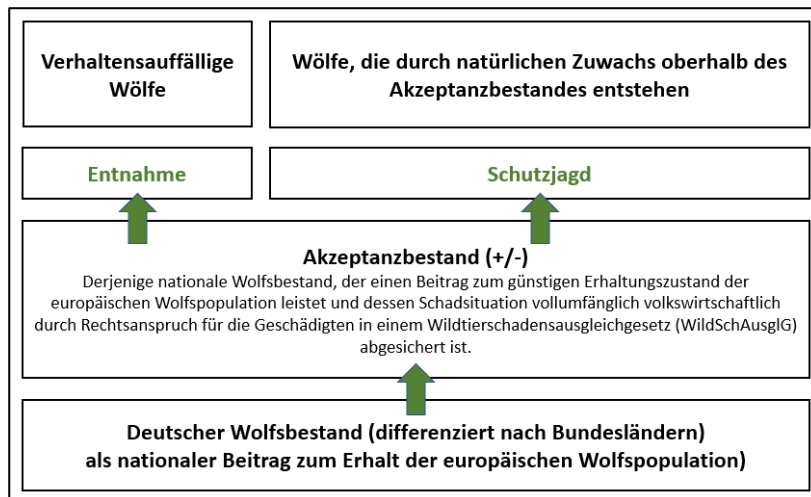 Verhaltensauffällige
Wölfe
Wölfe, die durch natürlichen Zuwachs oberhalb des
Akzeptanzbestandes entstehen
Entnahme
Schutzjagd
Akzeptanzbestand (+/-)
Derjenige nationale Wolfsbestand, der einen Beitrag zum günstigen Erhaltungszustand der
europäischen Wolfspopulation leistet und dessen Schadsituation vollumfänglich volkswirtschaftlich
durch Rechtsanspruch für die Geschädigten in einem Wildtierschadensausgleichgesetz (WildSchAusglG)
abgesichert ist.
Deutscher Wolfsbestand (differenziert nach Bundesländern)
als nationaler Beitrag zum Erhalt der europäischen Wolfspopulation)